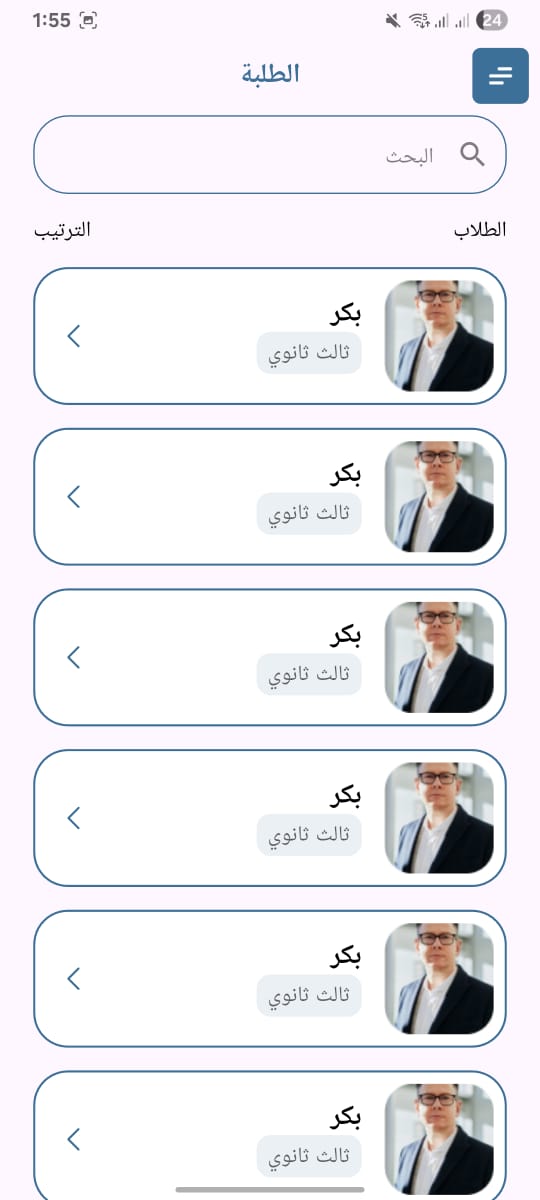 1:55
24
الطلبة
البحث
الطلاب الترتيب
بكر
ثالث ثانوي
بكر
ثالث ثانوي
بكر
ثالث ثانوي
بكر
ثالث ثانوي
بكر
ثالث ثانوي
بكر
ثالث ثانوي